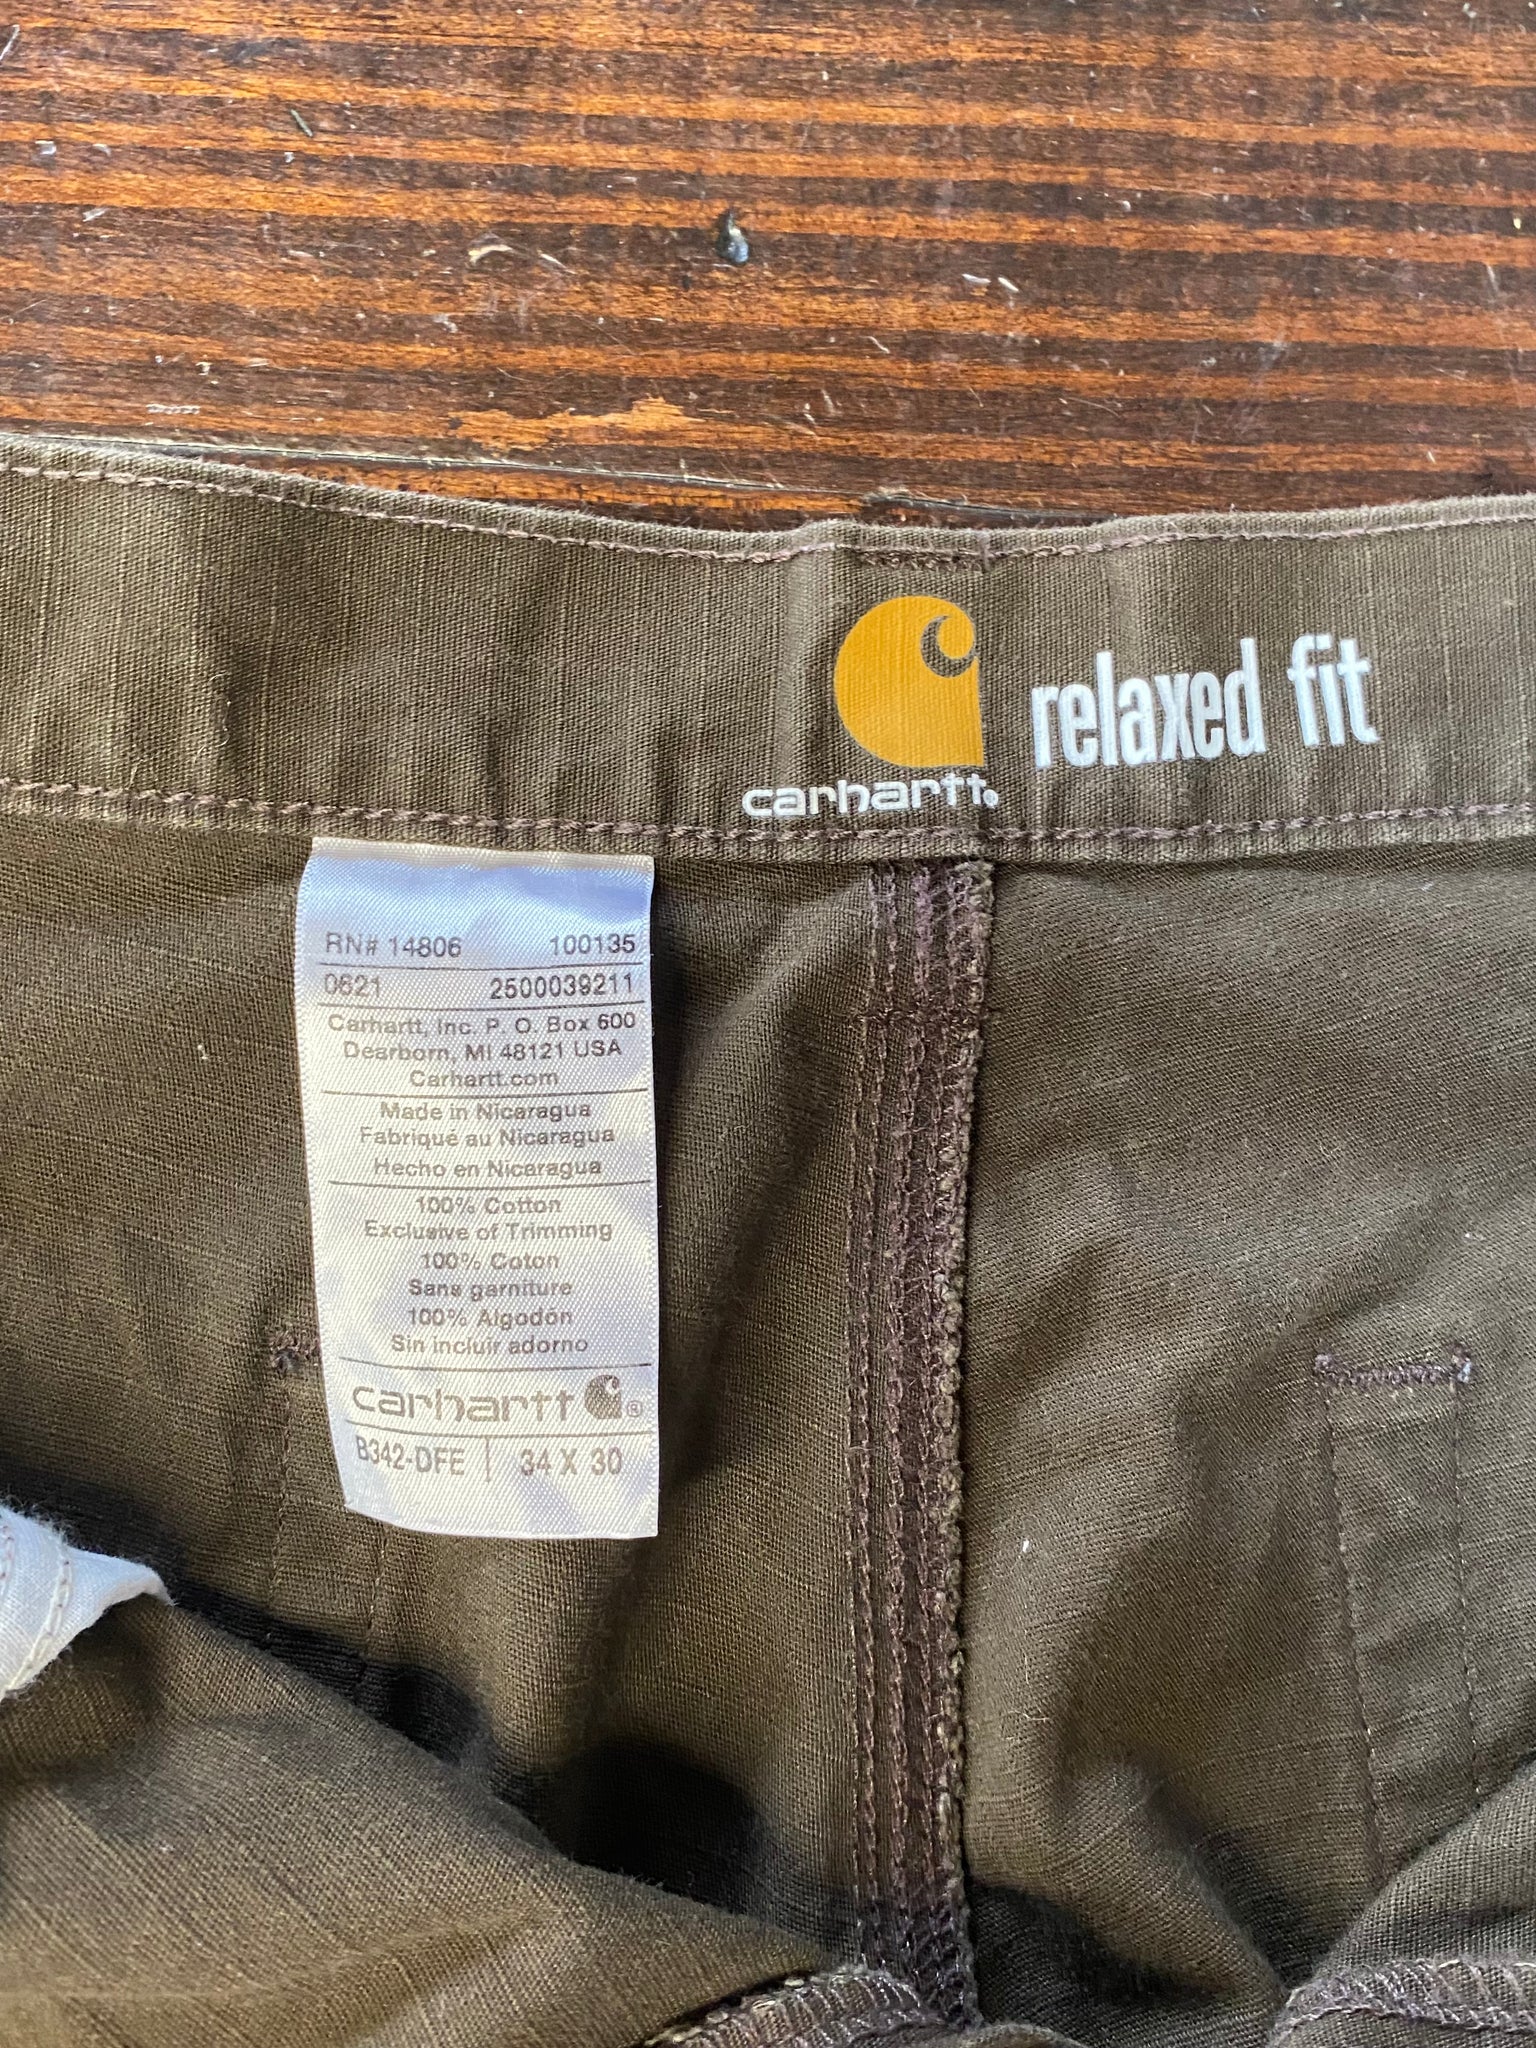 carhartt®
relaxed fit
RN# 14806 100135
0621 2500039211
Carhartt, Inc. P. O. Box 600
Dearborn, MI 48121 USA
Carhartt.com
Made in Nicaragua
Fabriqué au Nicaragua
Hecho en Nicaragua
100% Cotton
Exclusive of Trimming
100% Coton
Sans garniture
100% Algodón
Sin incluir adorno
carhartt ®
B342-DFE | 34 X 30